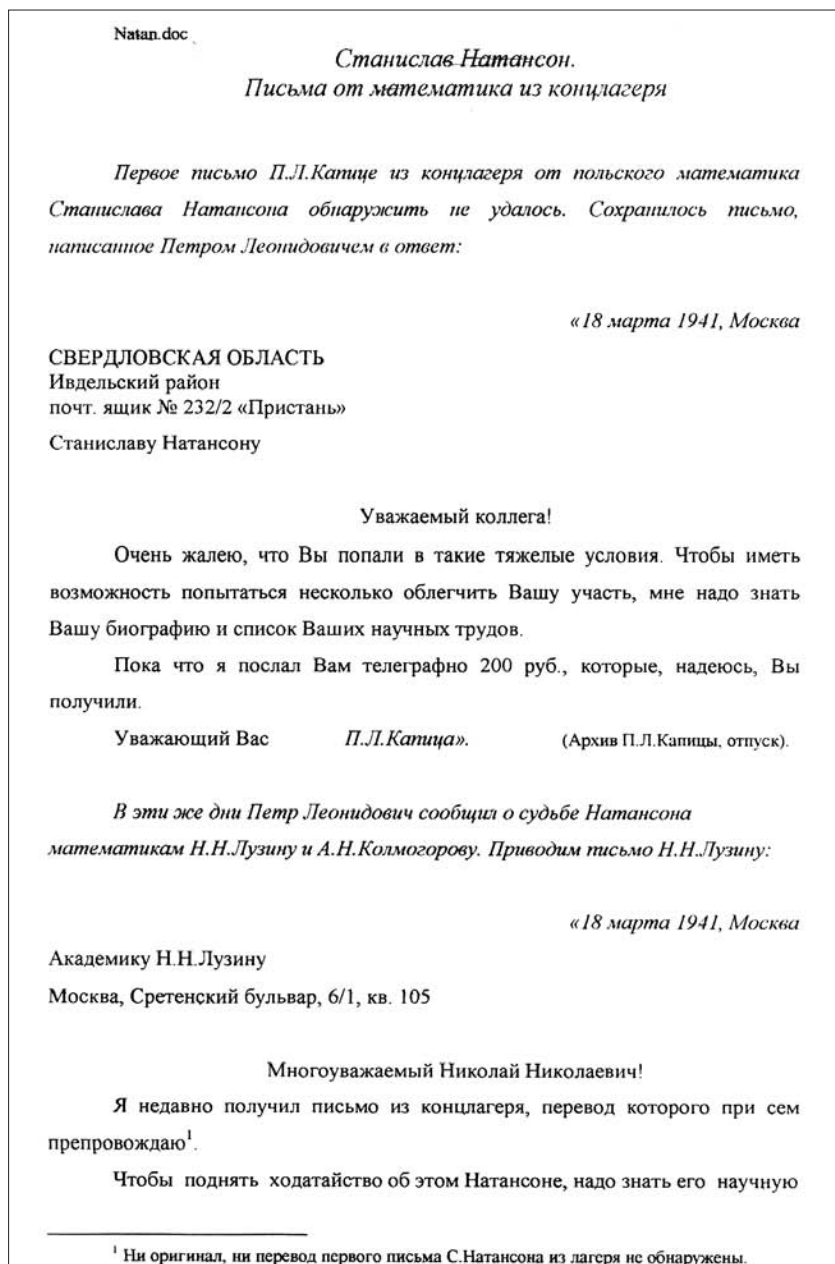 Natan.doc
Станислав Натансон.
Письма от математика из концлагеря
Первое письмо П.Л.Капице из концлагеря от польского математика
Станислава Натансона обнаружить не удалось. Сохранилось письмо,
написанное Петром Леонидовичем в ответ:
«18 марта 1941, Москва
СВЕРДЛОВСКАЯ ОБЛАСТЬ
Ивдельский район
почт. ящик № 232/2 «Пристань»
Станиславу Натансону
Уважаемый коллега!
Очень жалею, что Вы попали в такие тяжелые условия. Чтобы иметь
возможность попытаться несколько облегчить Вашу участь, мне надо знать
Вашу биографию и список Ваших научных трудов.
Пока что я послал Вам телеграфно 200 руб., которые, надеюсь, Вы
получили.
Уважающий Вас П.Л.Капица». (Архив П.Л.Капицы, отпуск).
В эти же дни Петр Леонидович сообщил о судьбе Натансона
математикам Н.Н.Лузину и А.Н.Колмогорову. Приводим письмо Н.Н.Лузину:
«18 марта 1941, Москва
Академику Н.Н.Лузину
Москва, Сретенский бульвар, 6/1, кв. 105
Многоуважаемый Николай Николаевич!
Я недавно получил письмо из концлагеря, перевод которого при сем
препровождаю¹.
Чтобы поднять ходатайство об этом Натансоне, надо знать его научную
¹ Ни оригинал, ни перевод первого письма С.Натансона из лагеря не обнаружены.